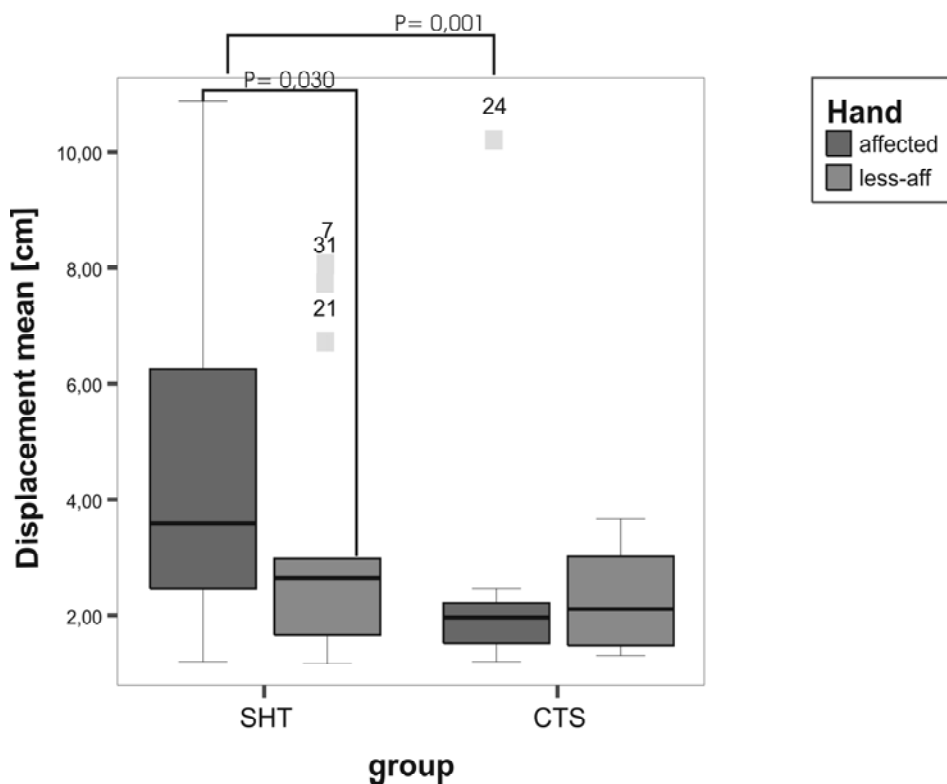 P= 0,001
P= 0,030
24
10,00
7
31
8,00
21
6,00
4,00
2,00
Displacement mean [cm]
SHT
CTS
group
Hand
affected
less-aff